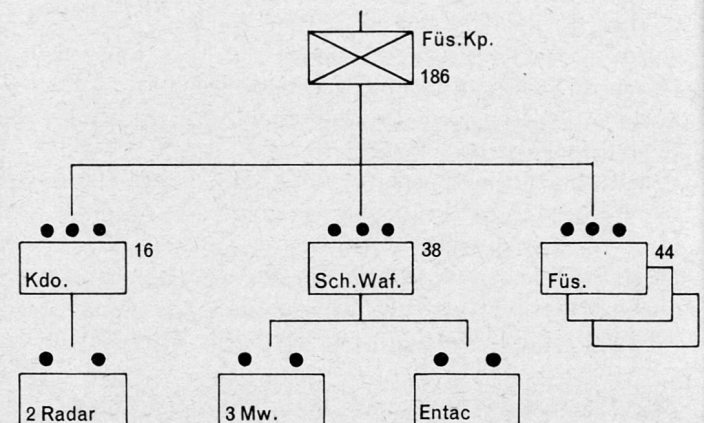 Füs.Kp.
186
16
Kdo.
38
Sch.Waf.
44
Füs.
2 Radar
3 Mw.
Entac